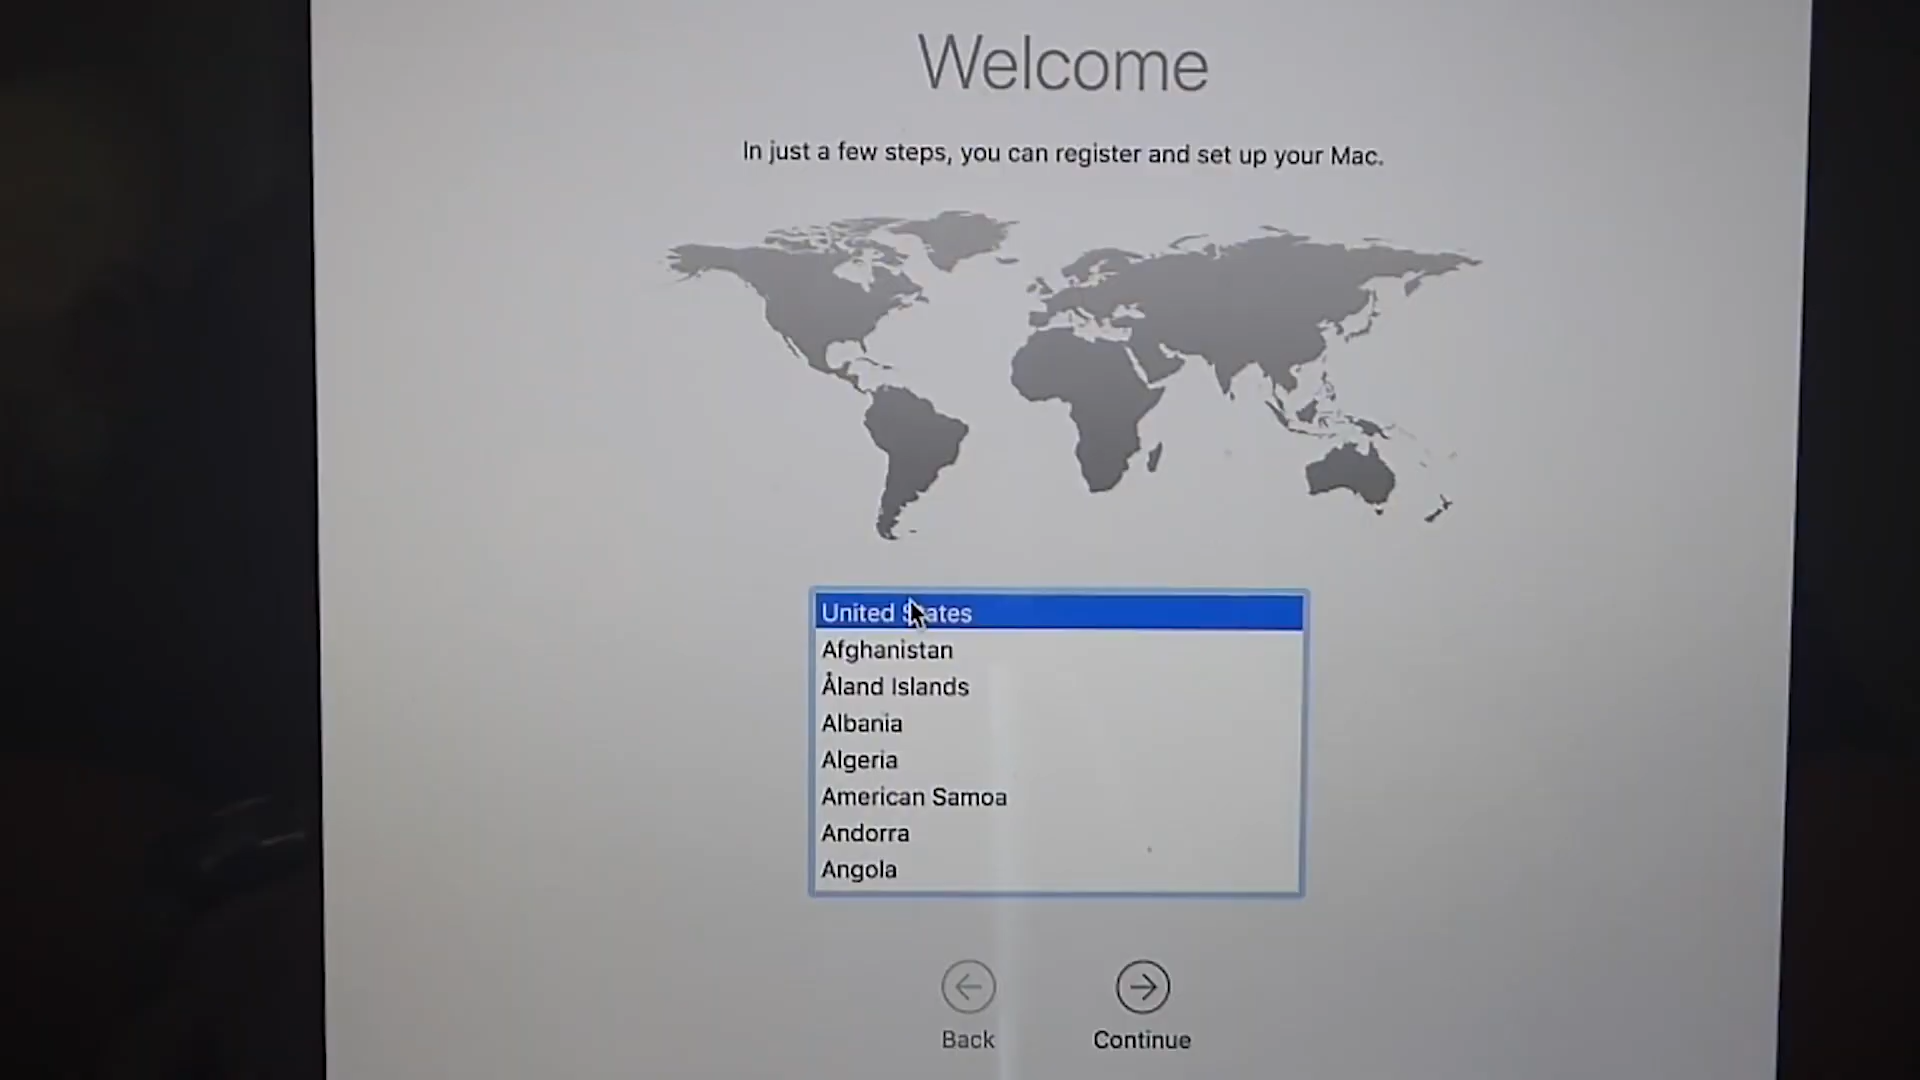 Welcome
In just a few steps, you can register and set up your Mac.
United States
Afghanistan
Åland Islands
Albania
Algeria
American Samoa
Andorra
Angola
Back
Continue